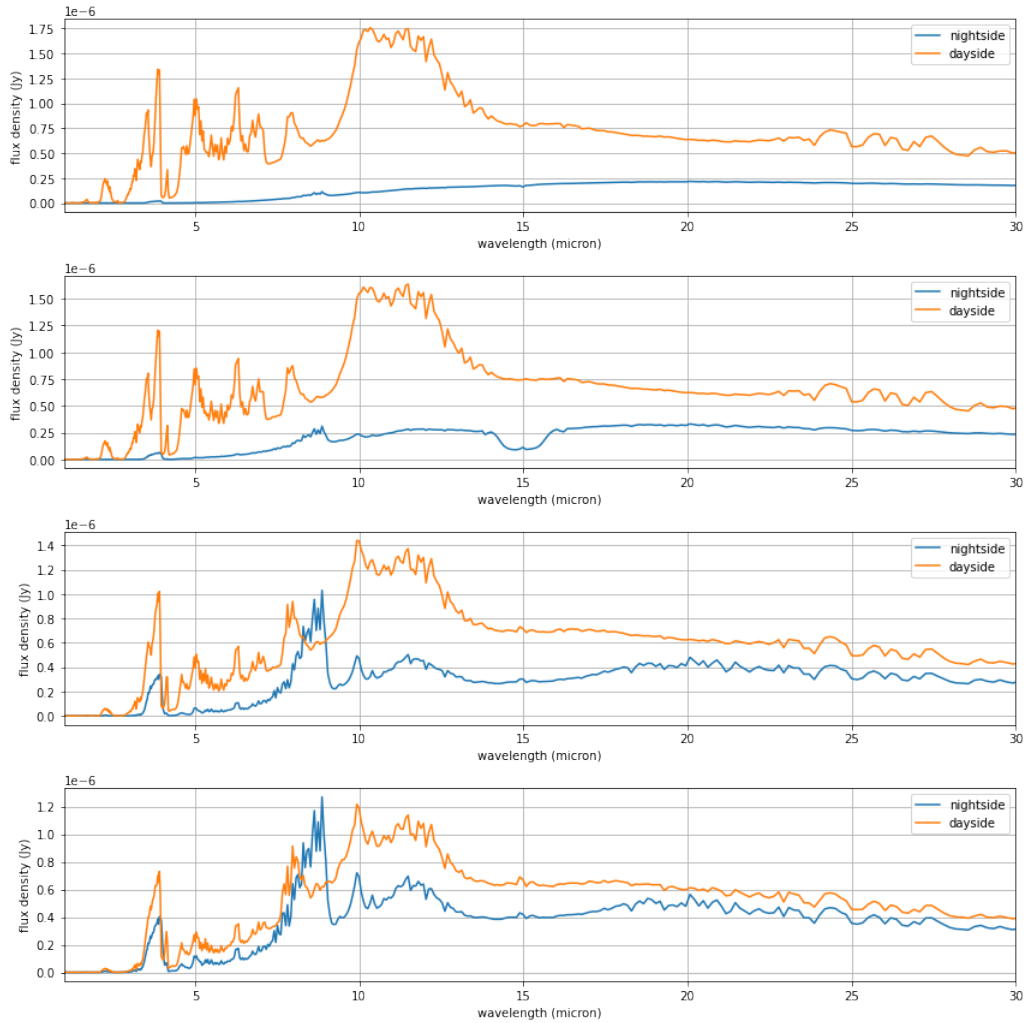 1e−6
1.75
1.50
1.25
1.00
0.75
0.50
0.25
0.00
flux density (Jy)
nightside
dayside
5 10 15 20 25 30
wavelength (micron)
1e−6
1.50
1.25
1.00
0.75
0.50
0.25
0.00
flux density (Jy)
nightside
dayside
5 10 15 20 25 30
wavelength (micron)
1e−6
1.4
1.2
1.0
0.8
0.6
0.4
0.2
0.0
flux density (Jy)
nightside
dayside
5 10 15 20 25 30
wavelength (micron)
1e−6
1.2
1.0
0.8
0.6
0.4
0.2
0.0
flux density (Jy)
nightside
dayside
5 10 15 20 25 30
wavelength (micron)